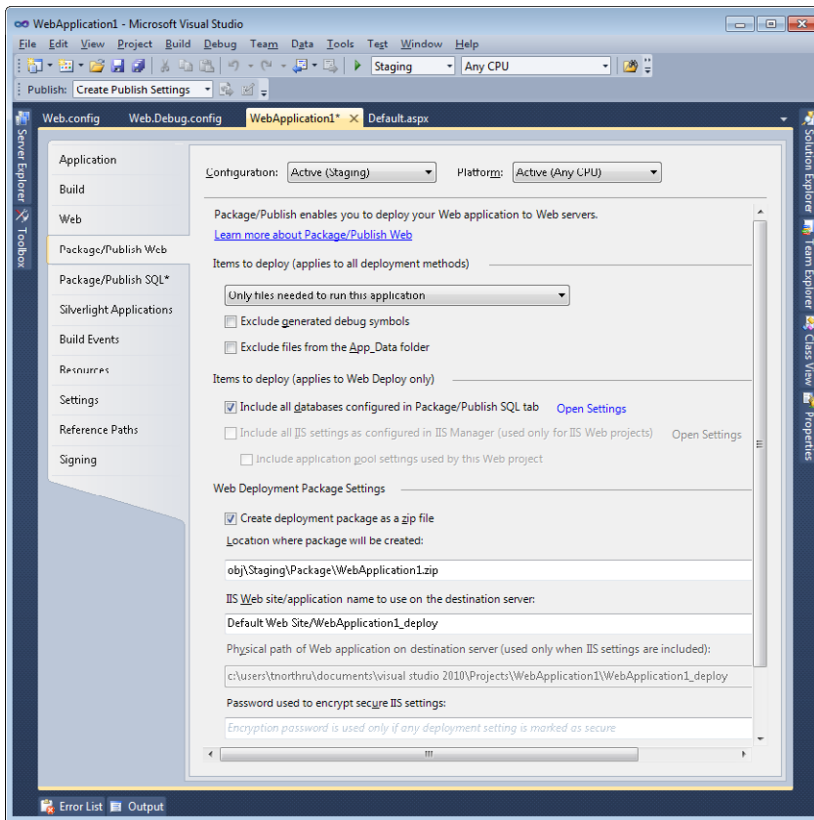 WebApplication1 - Microsoft Visual Studio
File Edit View Project Build Debug Team Data Tools Test Window Help
Staging Any CPU
Publish: Create Publish Settings
Web.config Web.Debug.config WebApplication1* Default.aspx
Server Explorer
Toolbox
Application
Build
Web
Package/Publish Web
Package/Publish SQL*
Silverlight Applications
Build Events
Resources
Settings
Reference Paths
Signing
Configuration: Active (Staging) Platform: Active (Any CPU)
Package/Publish enables you to deploy your Web application to Web servers.
Learn more about Package/Publish Web
Items to deploy (applies to all deployment methods)
Only files needed to run this application
Exclude generated debug symbols
Exclude files from the App_Data folder
Items to deploy (applies to Web Deploy only)
Include all databases configured in Package/Publish SQL tab Open Settings
Include all IIS settings as configured in IIS Manager (used only for IIS Web projects) Open Settings
Include application pool settings used by this Web project
Web Deployment Package Settings
Create deployment package as a zip file
Location where package will be created:
obj\Staging\Package\WebApplication1.zip
IIS Web site/application name to use on the destination server:
Default Web Site/WebApplication1_deploy
Physical path of Web application on destination server (used only when IIS settings are included):
c:\users\tnorthru\documents\visual studio 2010\Projects\WebApplication1\WebApplication1_deploy
Password used to encrypt secure IIS settings:
Encryption password is used only if any deployment setting is marked as secure
Solution Explorer
Team Explorer
Class View
Properties
Error List Output